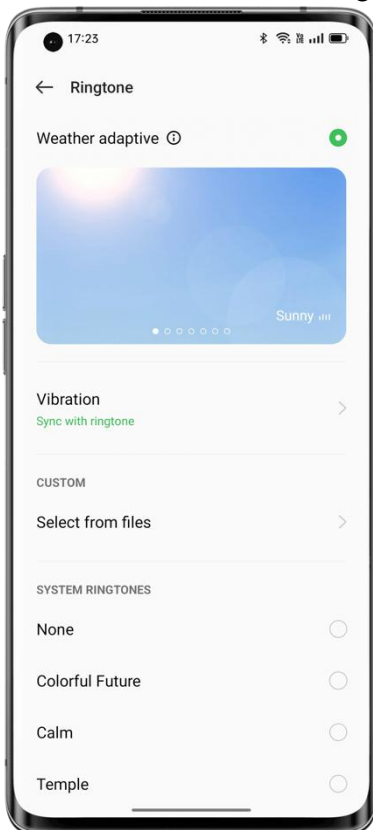 17:23
Ringtone
Weather adaptive
Sunny
Vibration
Sync with ringtone
CUSTOM
Select from files
SYSTEM RINGTONES
None
Colorful Future
Calm
Temple